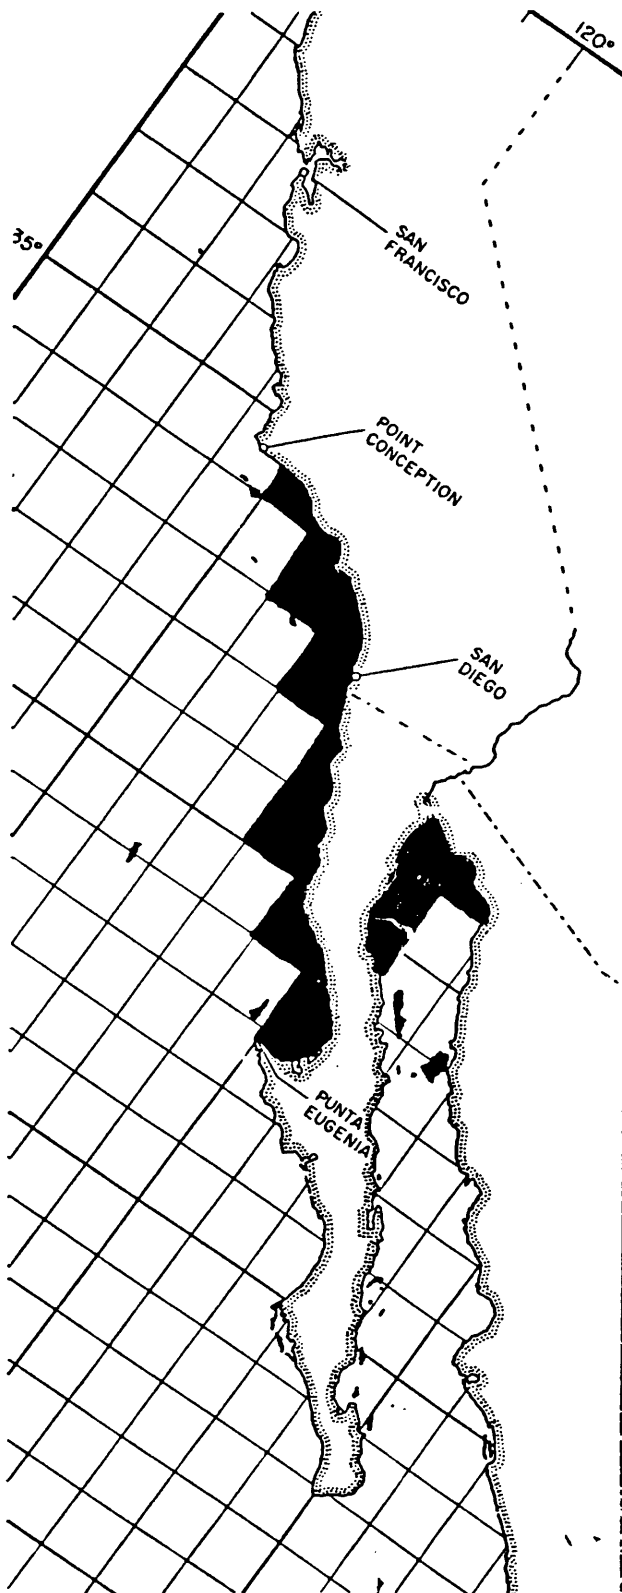 120°
35°
SAN
FRANCISCO
POINT
CONCEPTION
SAN
DIEGO
PUNTA
EUGENIA